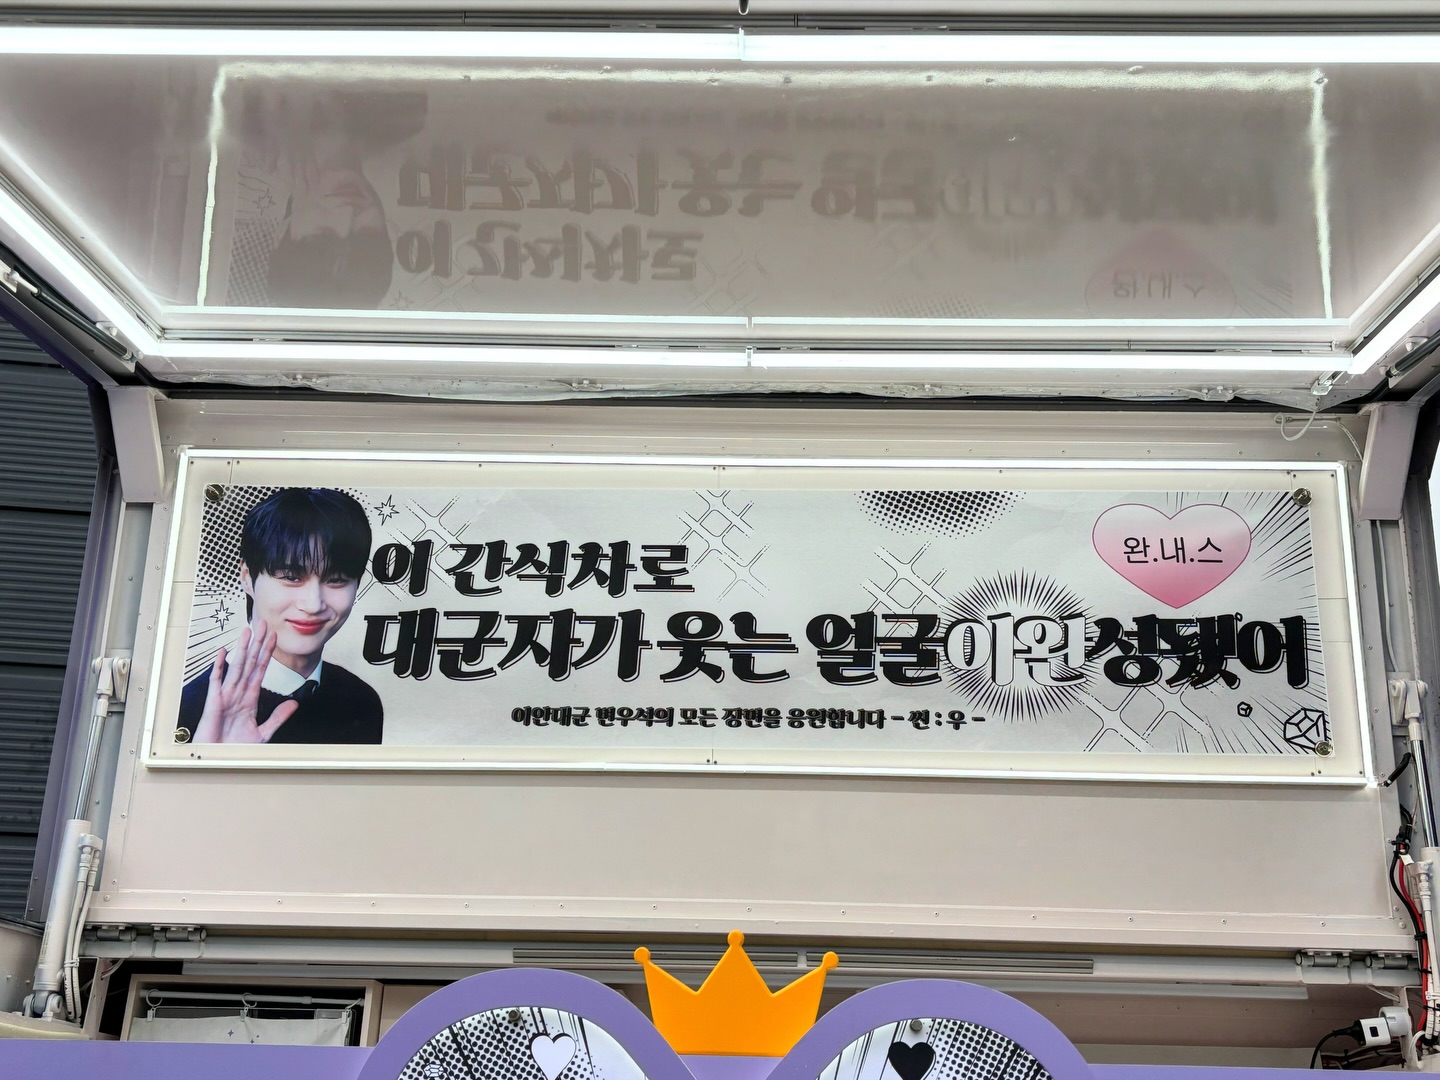 이 간식차로
완.내.스
대군자가 웃는 얼굴이완성됐어
이안대군 변우석의 모든 장면을 응원합니다 - 씬 : 우 -